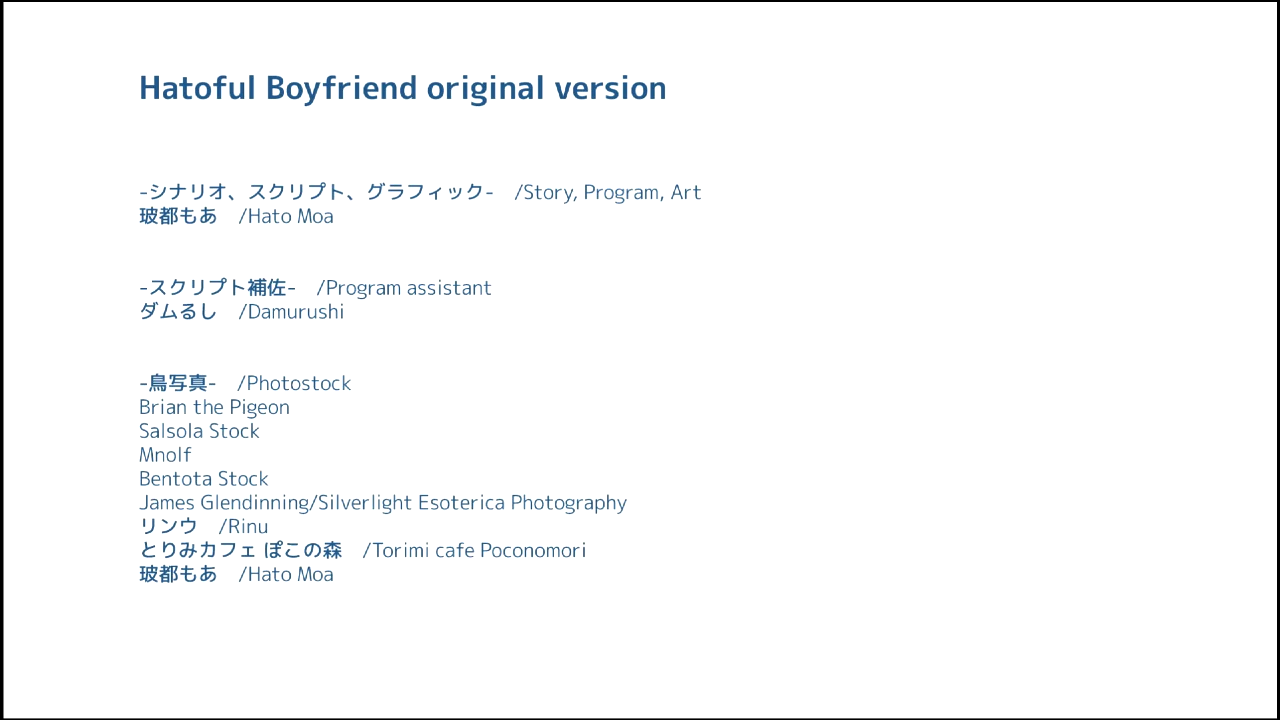 Hatoful Boyfriend original version
-シナリオ、スクリプト、グラフィック-　/Story, Program, Art
玻都もあ　/Hato Moa
-スクリプト補佐-　/Program assistant
ダムるし　/Damurushi
-鳥写真-　/Photostock
Brian the Pigeon
Salsola Stock
Mnolf
Bentota Stock
James Glendinning/Silverlight Esoterica Photography
リンウ　/Rinu
とりみカフェ ぽこの森　/Torimi cafe Poconomori
玻都もあ　/Hato Moa